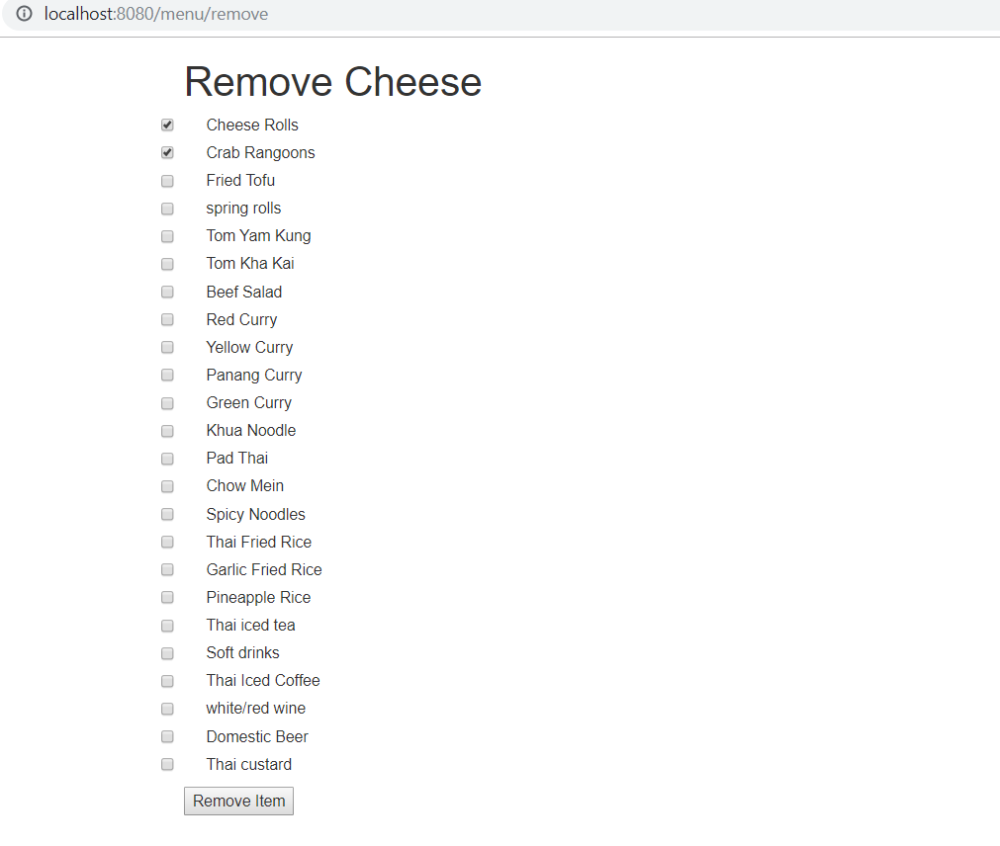 localhost:8080/menu/remove
Remove Cheese
Cheese Rolls
Crab Rangoons
Fried Tofu
spring rolls
Tom Yam Kung
Tom Kha Kai
Beef Salad
Red Curry
Yellow Curry
Panang Curry
Green Curry
Khua Noodle
Pad Thai
Chow Mein
Spicy Noodles
Thai Fried Rice
Garlic Fried Rice
Pineapple Rice
Thai iced tea
Soft drinks
Thai Iced Coffee
white/red wine
Domestic Beer
Thai custard
Remove Item